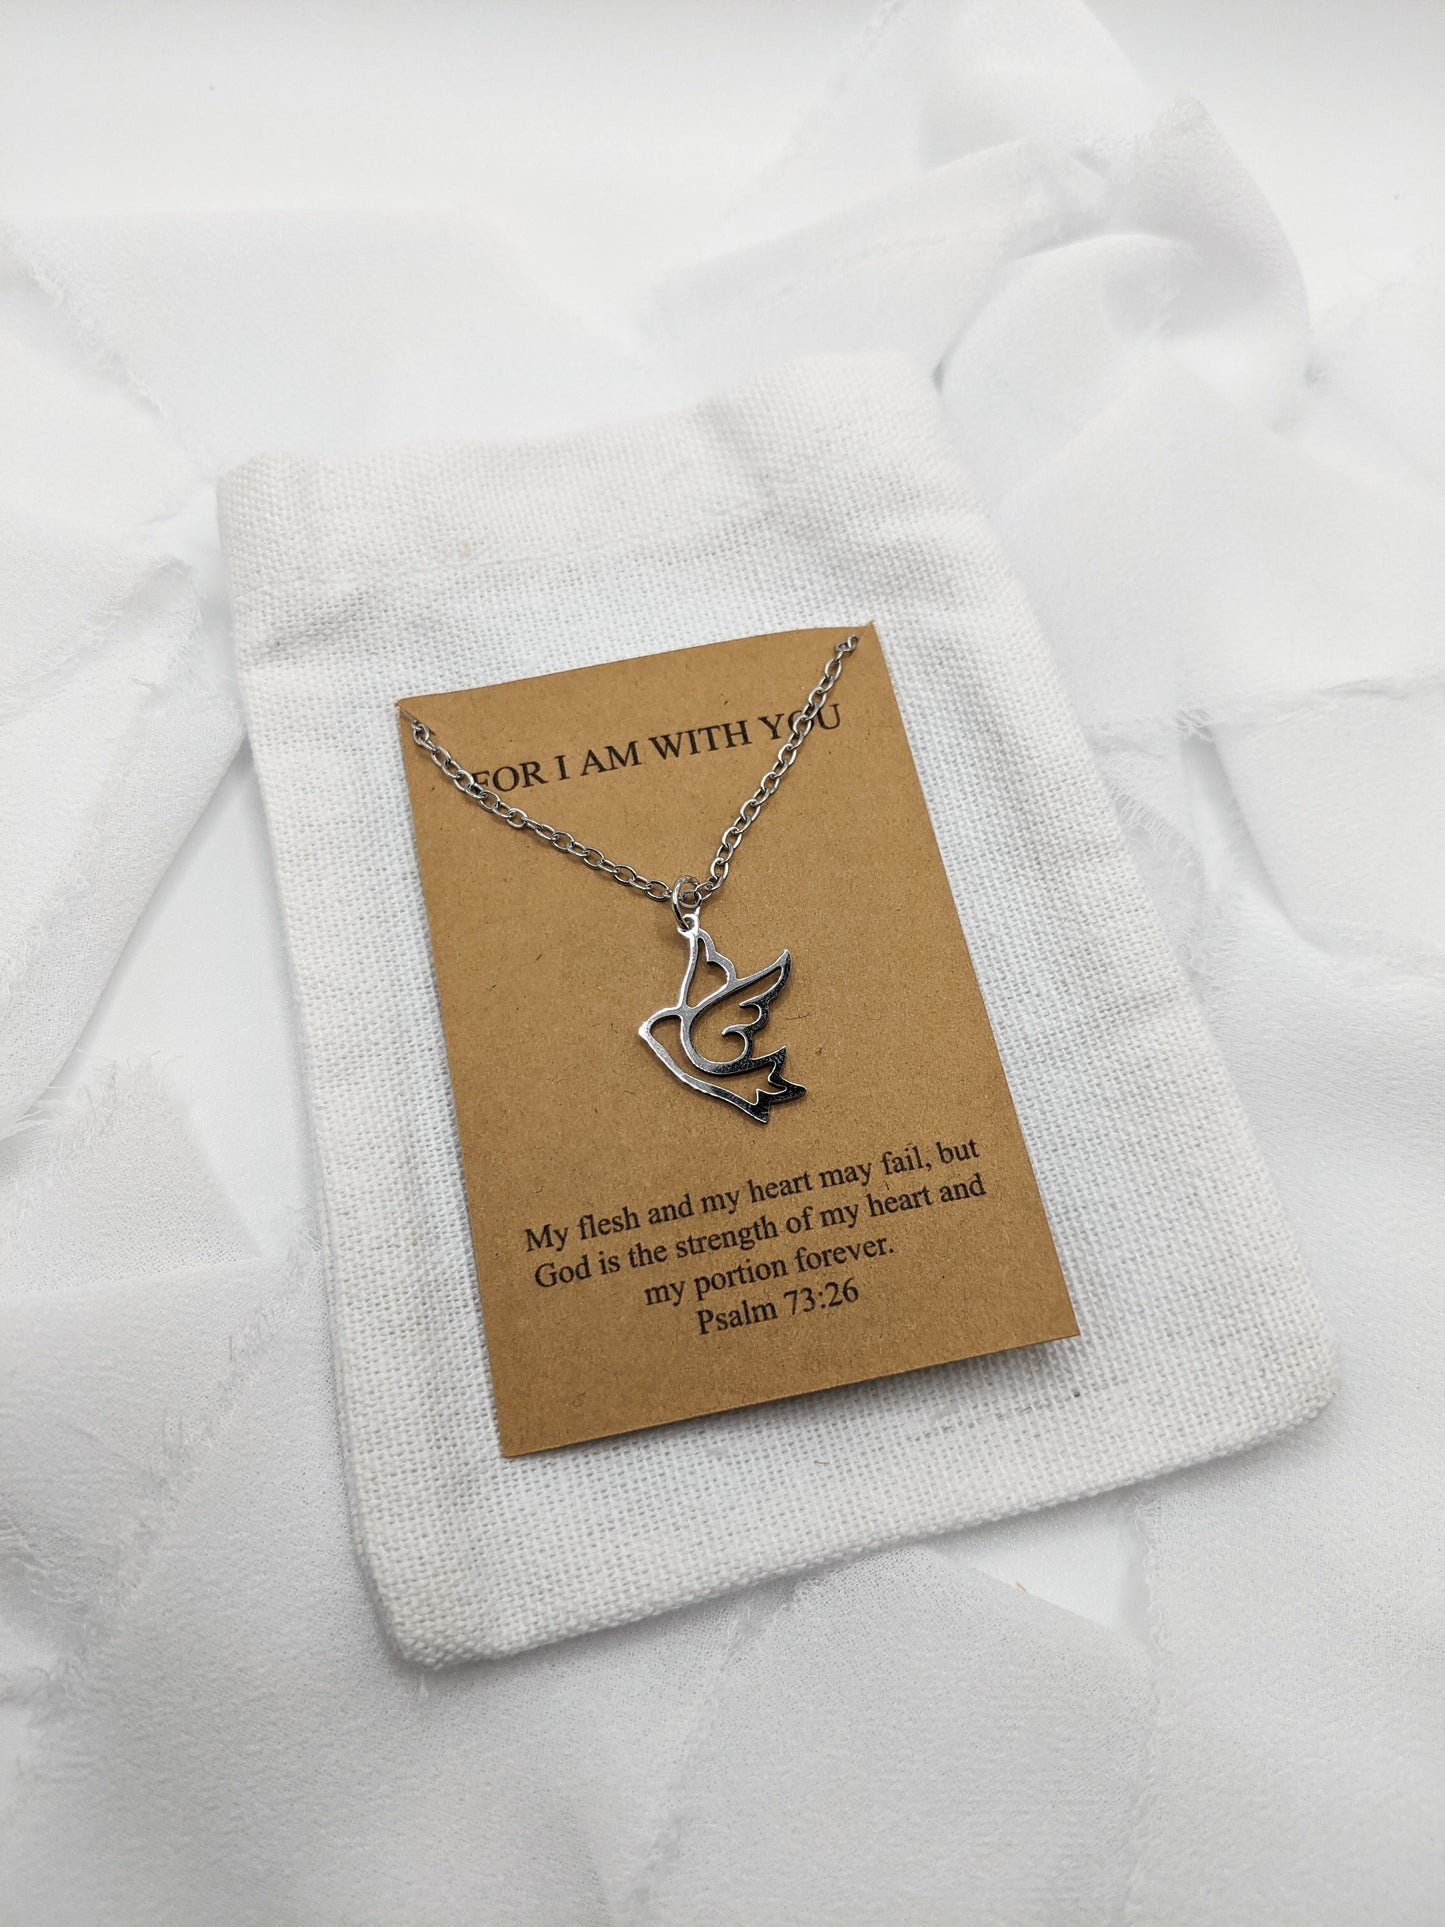 FOR I AM WITH YOU
My flesh and my heart may fail, but
God is the strength of my heart and
my portion forever.
Psalm 73:26